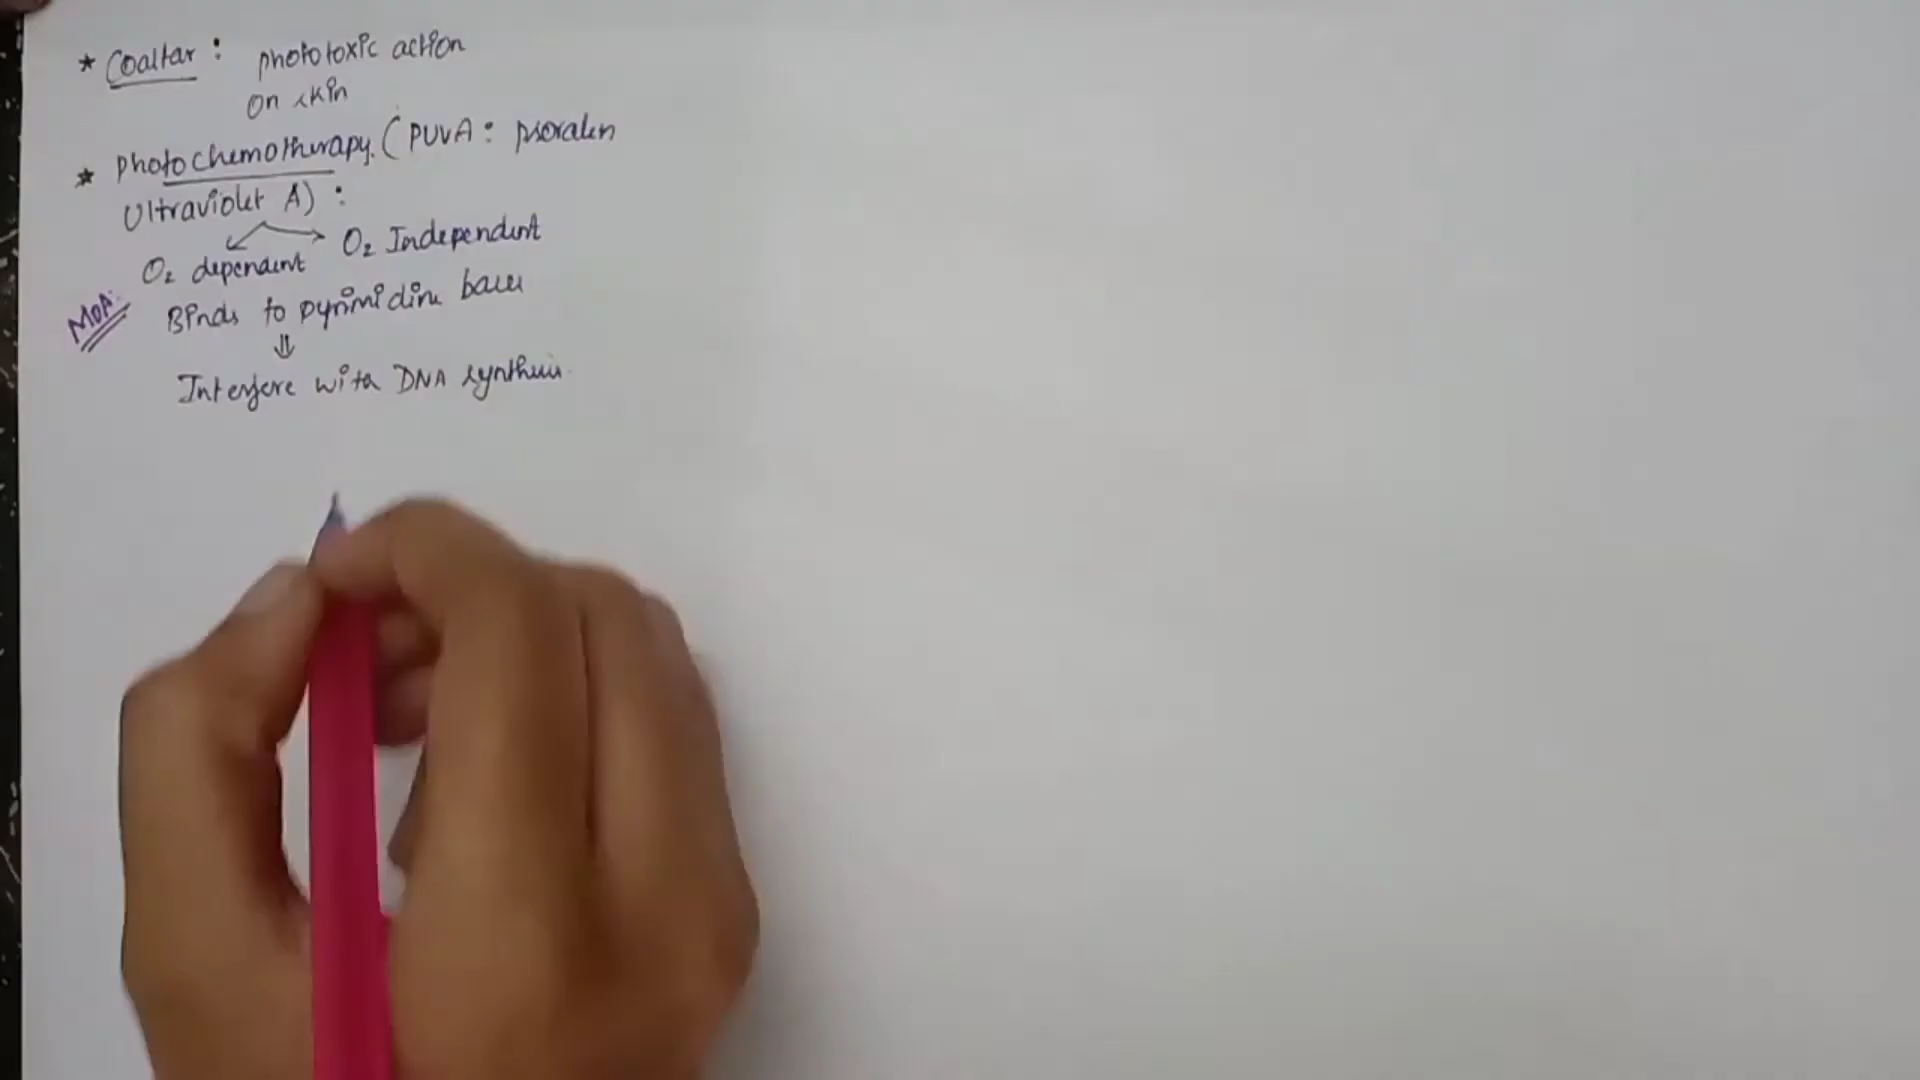 * Coaltar : phototoxic action
on skin
* Photochemotherapy. (PUVA : psoralen
Ultraviolet A) :
O₂ dependent O₂ Independent
MOA: Binds to pyrimidine bases
⇓
Interfere with DNA synthesis